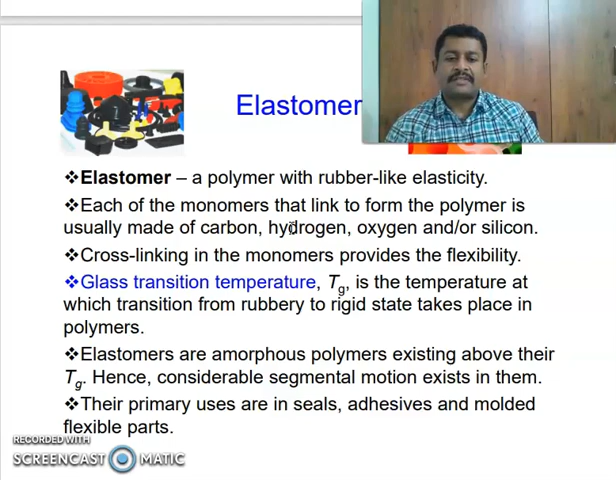 Elastomer
❖Elastomer – a polymer with rubber-like elasticity.
❖Each of the monomers that link to form the polymer is
usually made of carbon, hydrogen, oxygen and/or silicon.
❖Cross-linking in the monomers provides the flexibility.
❖Glass transition temperature, Tg, is the temperature at
which transition from rubbery to rigid state takes place in
polymers.
❖Elastomers are amorphous polymers existing above their
Tg. Hence, considerable segmental motion exists in them.
❖Their primary uses are in seals, adhesives and molded
flexible parts.
RECORDED WITH
SCREENCAST MATIC